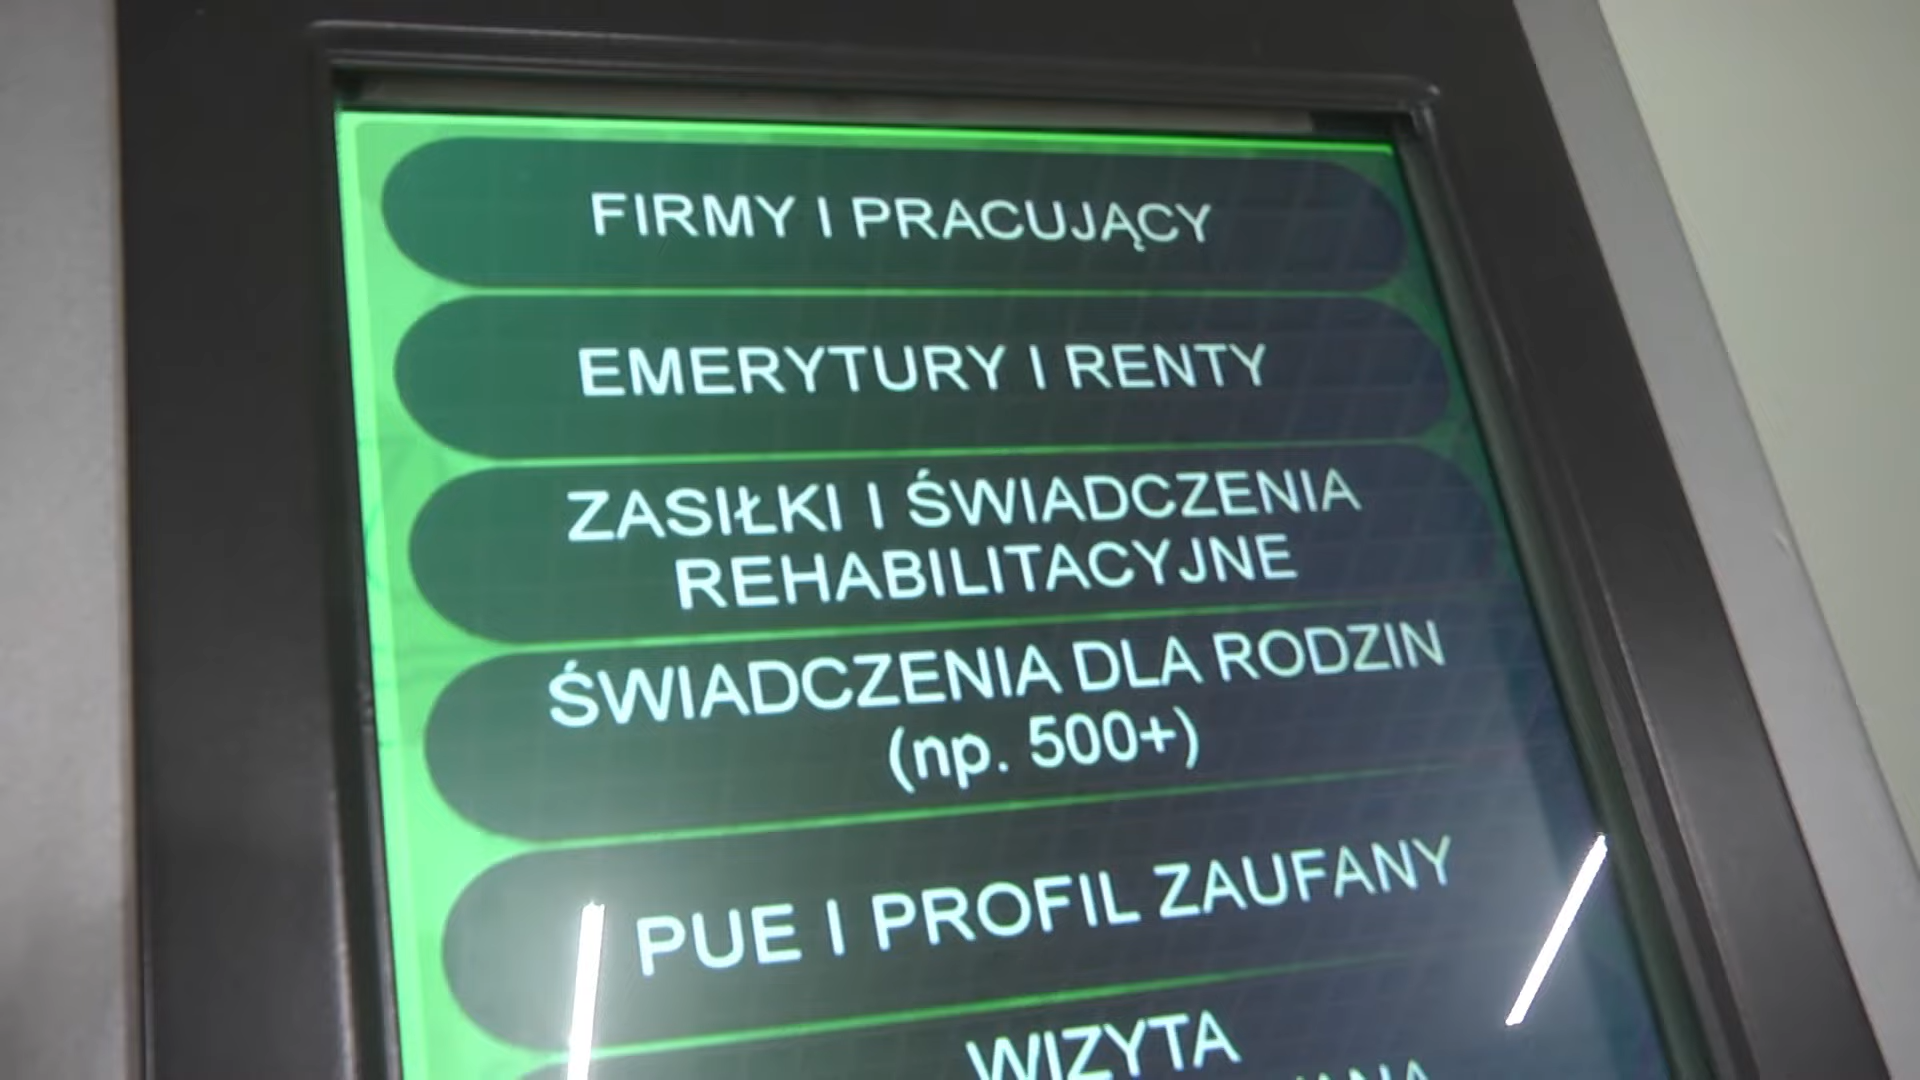 FIRMY I PRACUJĄCY
EMERYTURY I RENTY
ZASIŁKI I ŚWIADCZENIA
REHABILITACYJNE
ŚWIADCZENIA DLA RODZIN
(np. 500+)
PUE I PROFIL ZAUFANY
WIZYTA